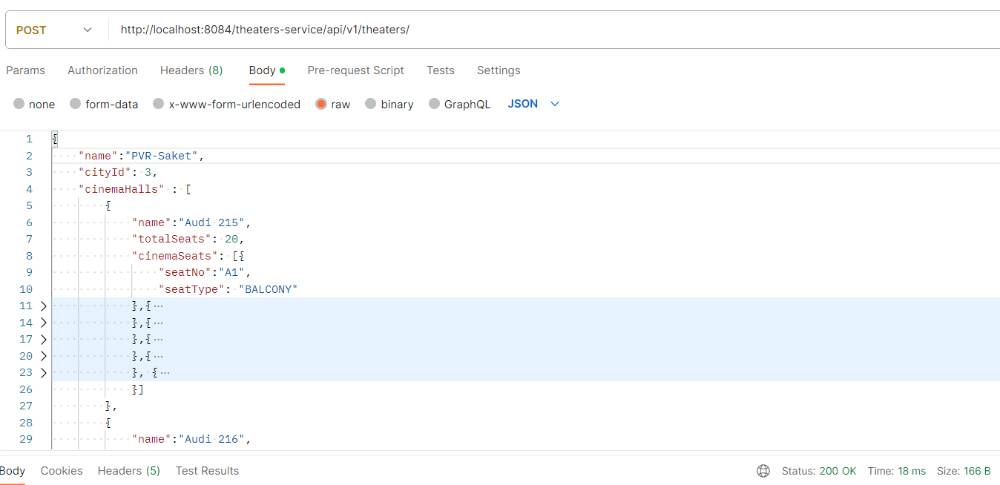 POST http://localhost:8084/theaters-service/api/v1/theaters/
Params Authorization Headers (8) Body Pre-request Script Tests Settings
none form-data x-www-form-urlencoded raw binary GraphQL JSON
1 {
2 "name":"PVR-Saket",
3 "cityId": 3,
4 "cinemaHalls" : [
5 {
6 "name":"Audi 215",
7 "totalSeats": 20,
8 "cinemaSeats": [{
9 "seatNo":"A1",
10 "seatType": "BALCONY"
11 },{…
14 },{…
17 },{…
20 },{…
23 }, {…
26 }]
27 },
28 {
29 "name":"Audi 216",
Body Cookies Headers (5) Test Results Status: 200 OK Time: 18 ms Size: 166 B